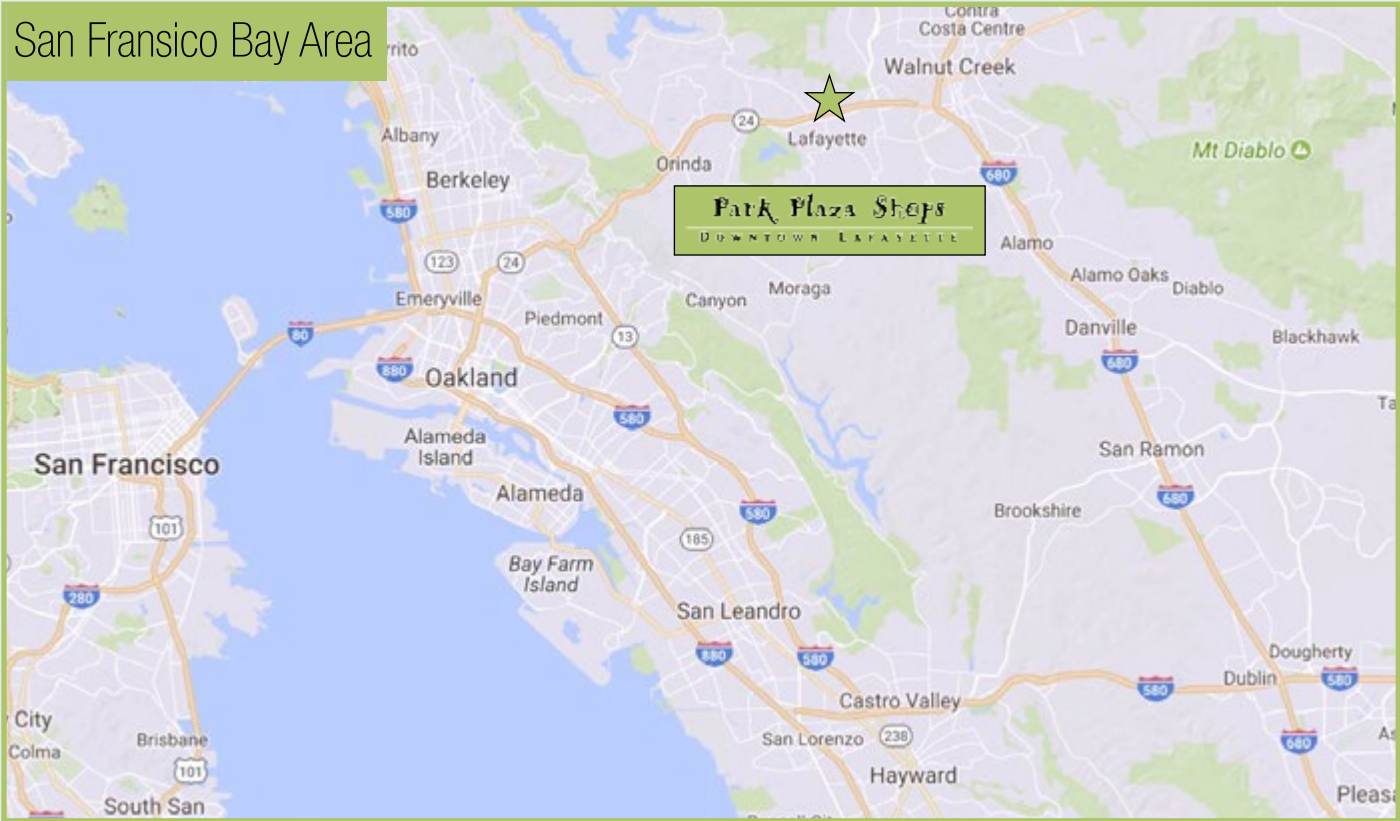 San Fransico Bay Area
rrito
Contra
Costa Centre
Walnut Creek
Albany
24
Lafayette
Mt Diablo
Orinda
Berkeley
680
580
Park Plaza Shops
Downtown Lafayette
Alamo
123
24
Alamo Oaks
Diablo
Emeryville
Canyon
Moraga
Piedmont
80
13
Danville
Blackhawk
880
Oakland
680
Ta
580
Alameda
Island
San Francisco
San Ramon
Alameda
680
101
580
Brookshire
185
Bay Farm
Island
280
San Leandro
880
580
Dougherty
Dublin
580
580
Castro Valley
City
Colma
Brisbane
San Lorenzo
238
As
680
101
Hayward
South San
Pleasa